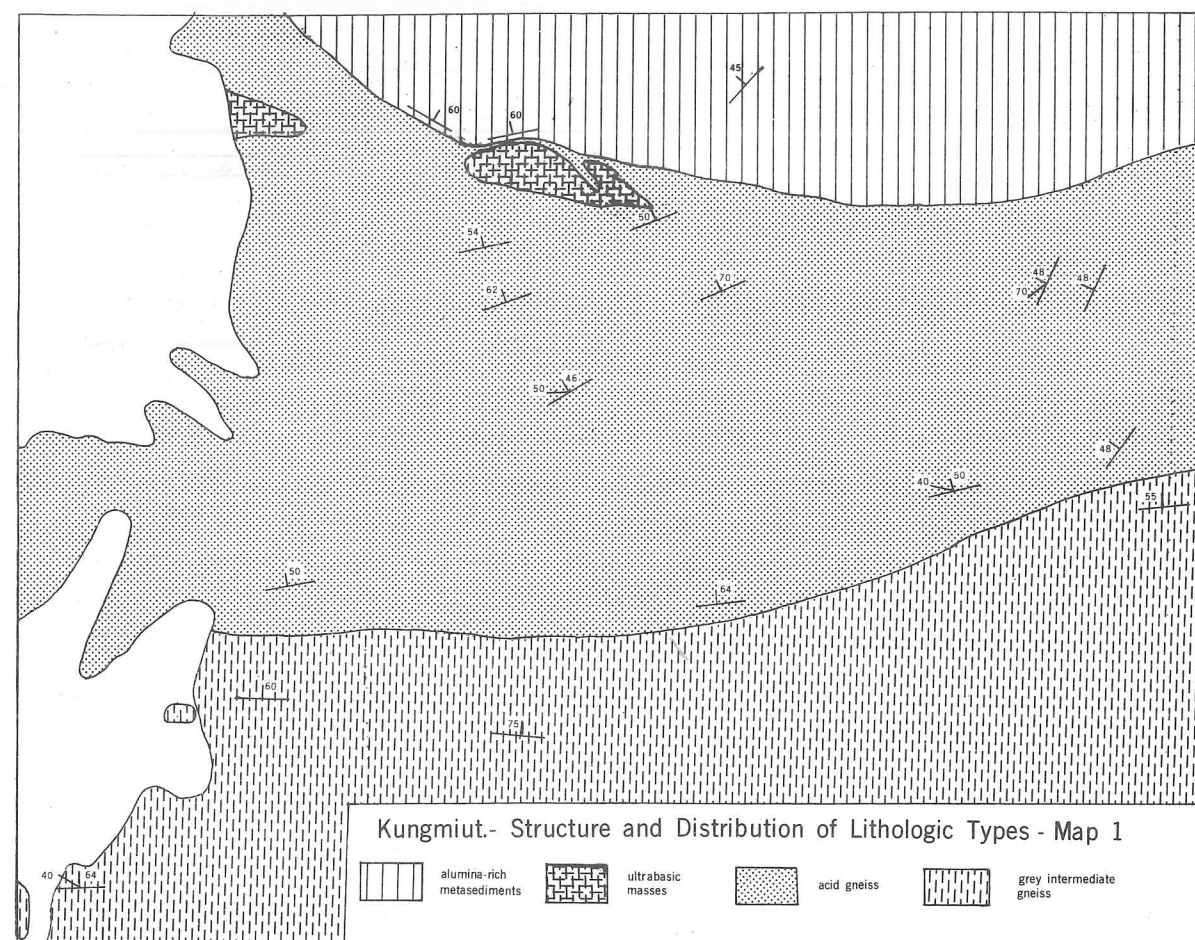 45
60
60
50
54
62
70
48
70
48
50
46
48
40
50
55
50
64
60
75
40
64
Kungmiut.- Structure and Distribution of Lithologic Types - Map 1
alumina-rich
metasediments
ultrabasic
masses
acid gneiss
grey intermediate
gneiss